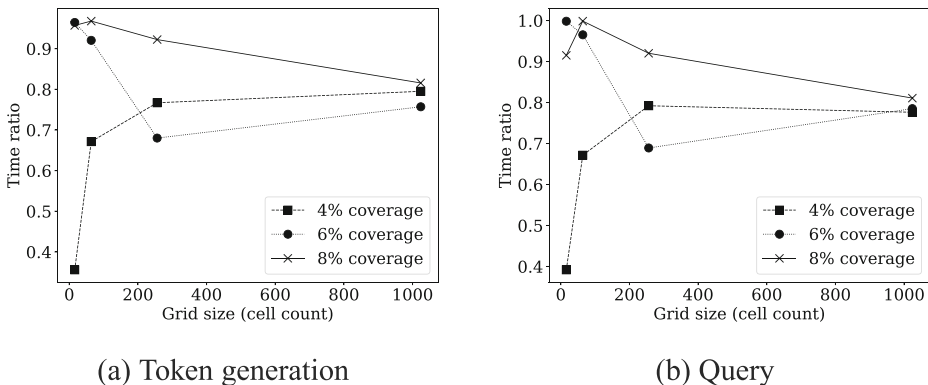 0.9
0.8
0.7
0.6
0.5
0.4
Time ratio
0 200 400 600 800 1000
Grid size (cell count)
4% coverage
6% coverage
8% coverage
(a) Token generation
1.0
0.9
0.8
0.7
0.6
0.5
0.4
Time ratio
0 200 400 600 800 1000
Grid size (cell count)
4% coverage
6% coverage
8% coverage
(b) Query